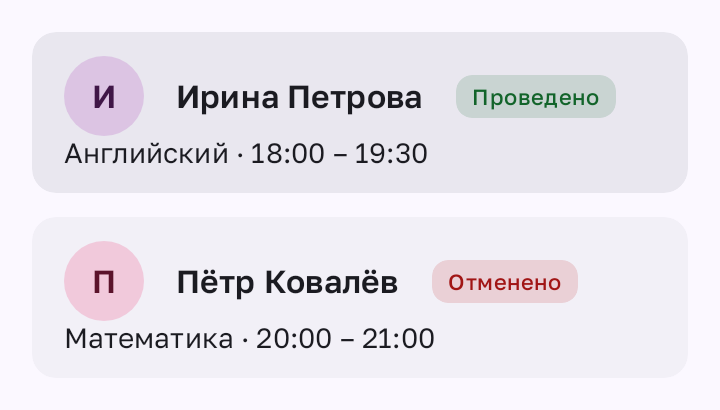 И Ирина Петрова Проведено
Английский · 18:00 – 19:30
П Пётр Ковалёв Отменено
Математика · 20:00 – 21:00